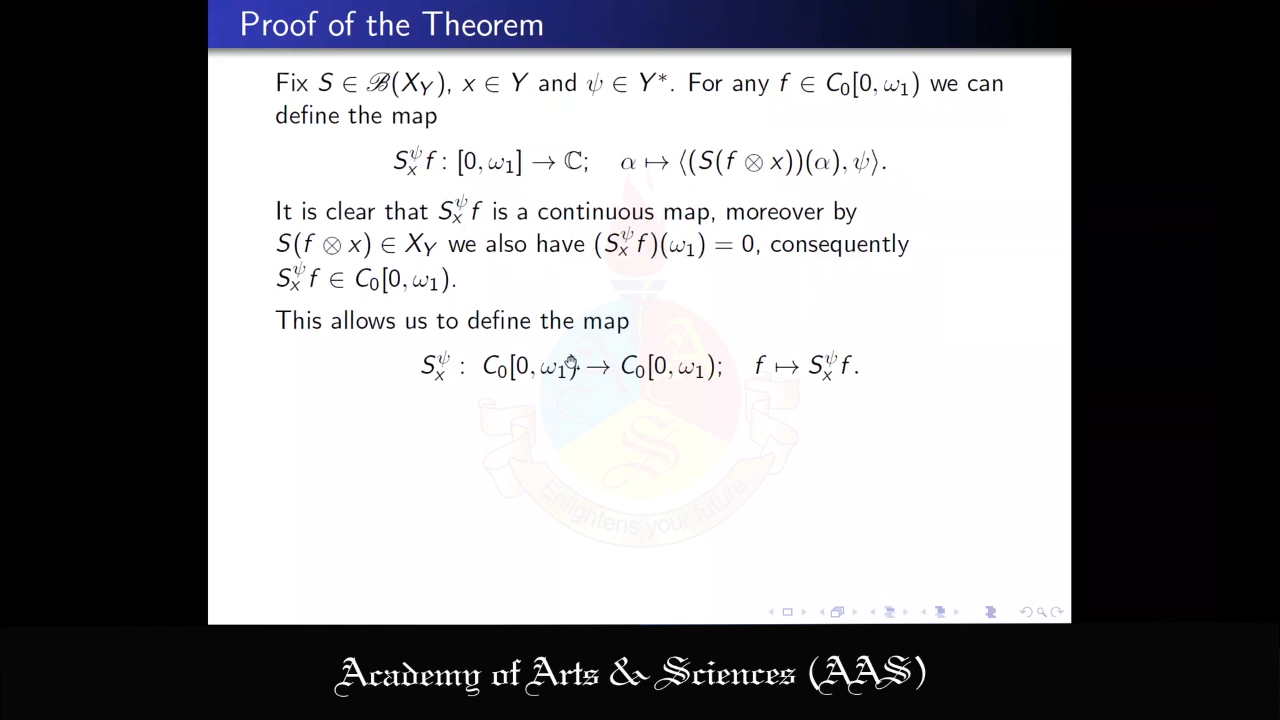 Proof of the Theorem
Fix S ∈ ℬ(X_Y), x ∈ Y and ψ ∈ Y*. For any f ∈ C₀[0, ω₁) we can
define the map
S_x^ψ f : [0, ω₁] → ℂ; α ↦ ⟨(S(f ⊗ x))(α), ψ⟩.
It is clear that S_x^ψ f is a continuous map, moreover by
S(f ⊗ x) ∈ X_Y we also have (S_x^ψ f)(ω₁) = 0, consequently
S_x^ψ f ∈ C₀[0, ω₁).
This allows us to define the map
S_x^ψ : C₀[0, ω₁) → C₀[0, ω₁); f ↦ S_x^ψ f.
A A
S
Enlightens your future
Academy of Arts & Sciences (AAS)